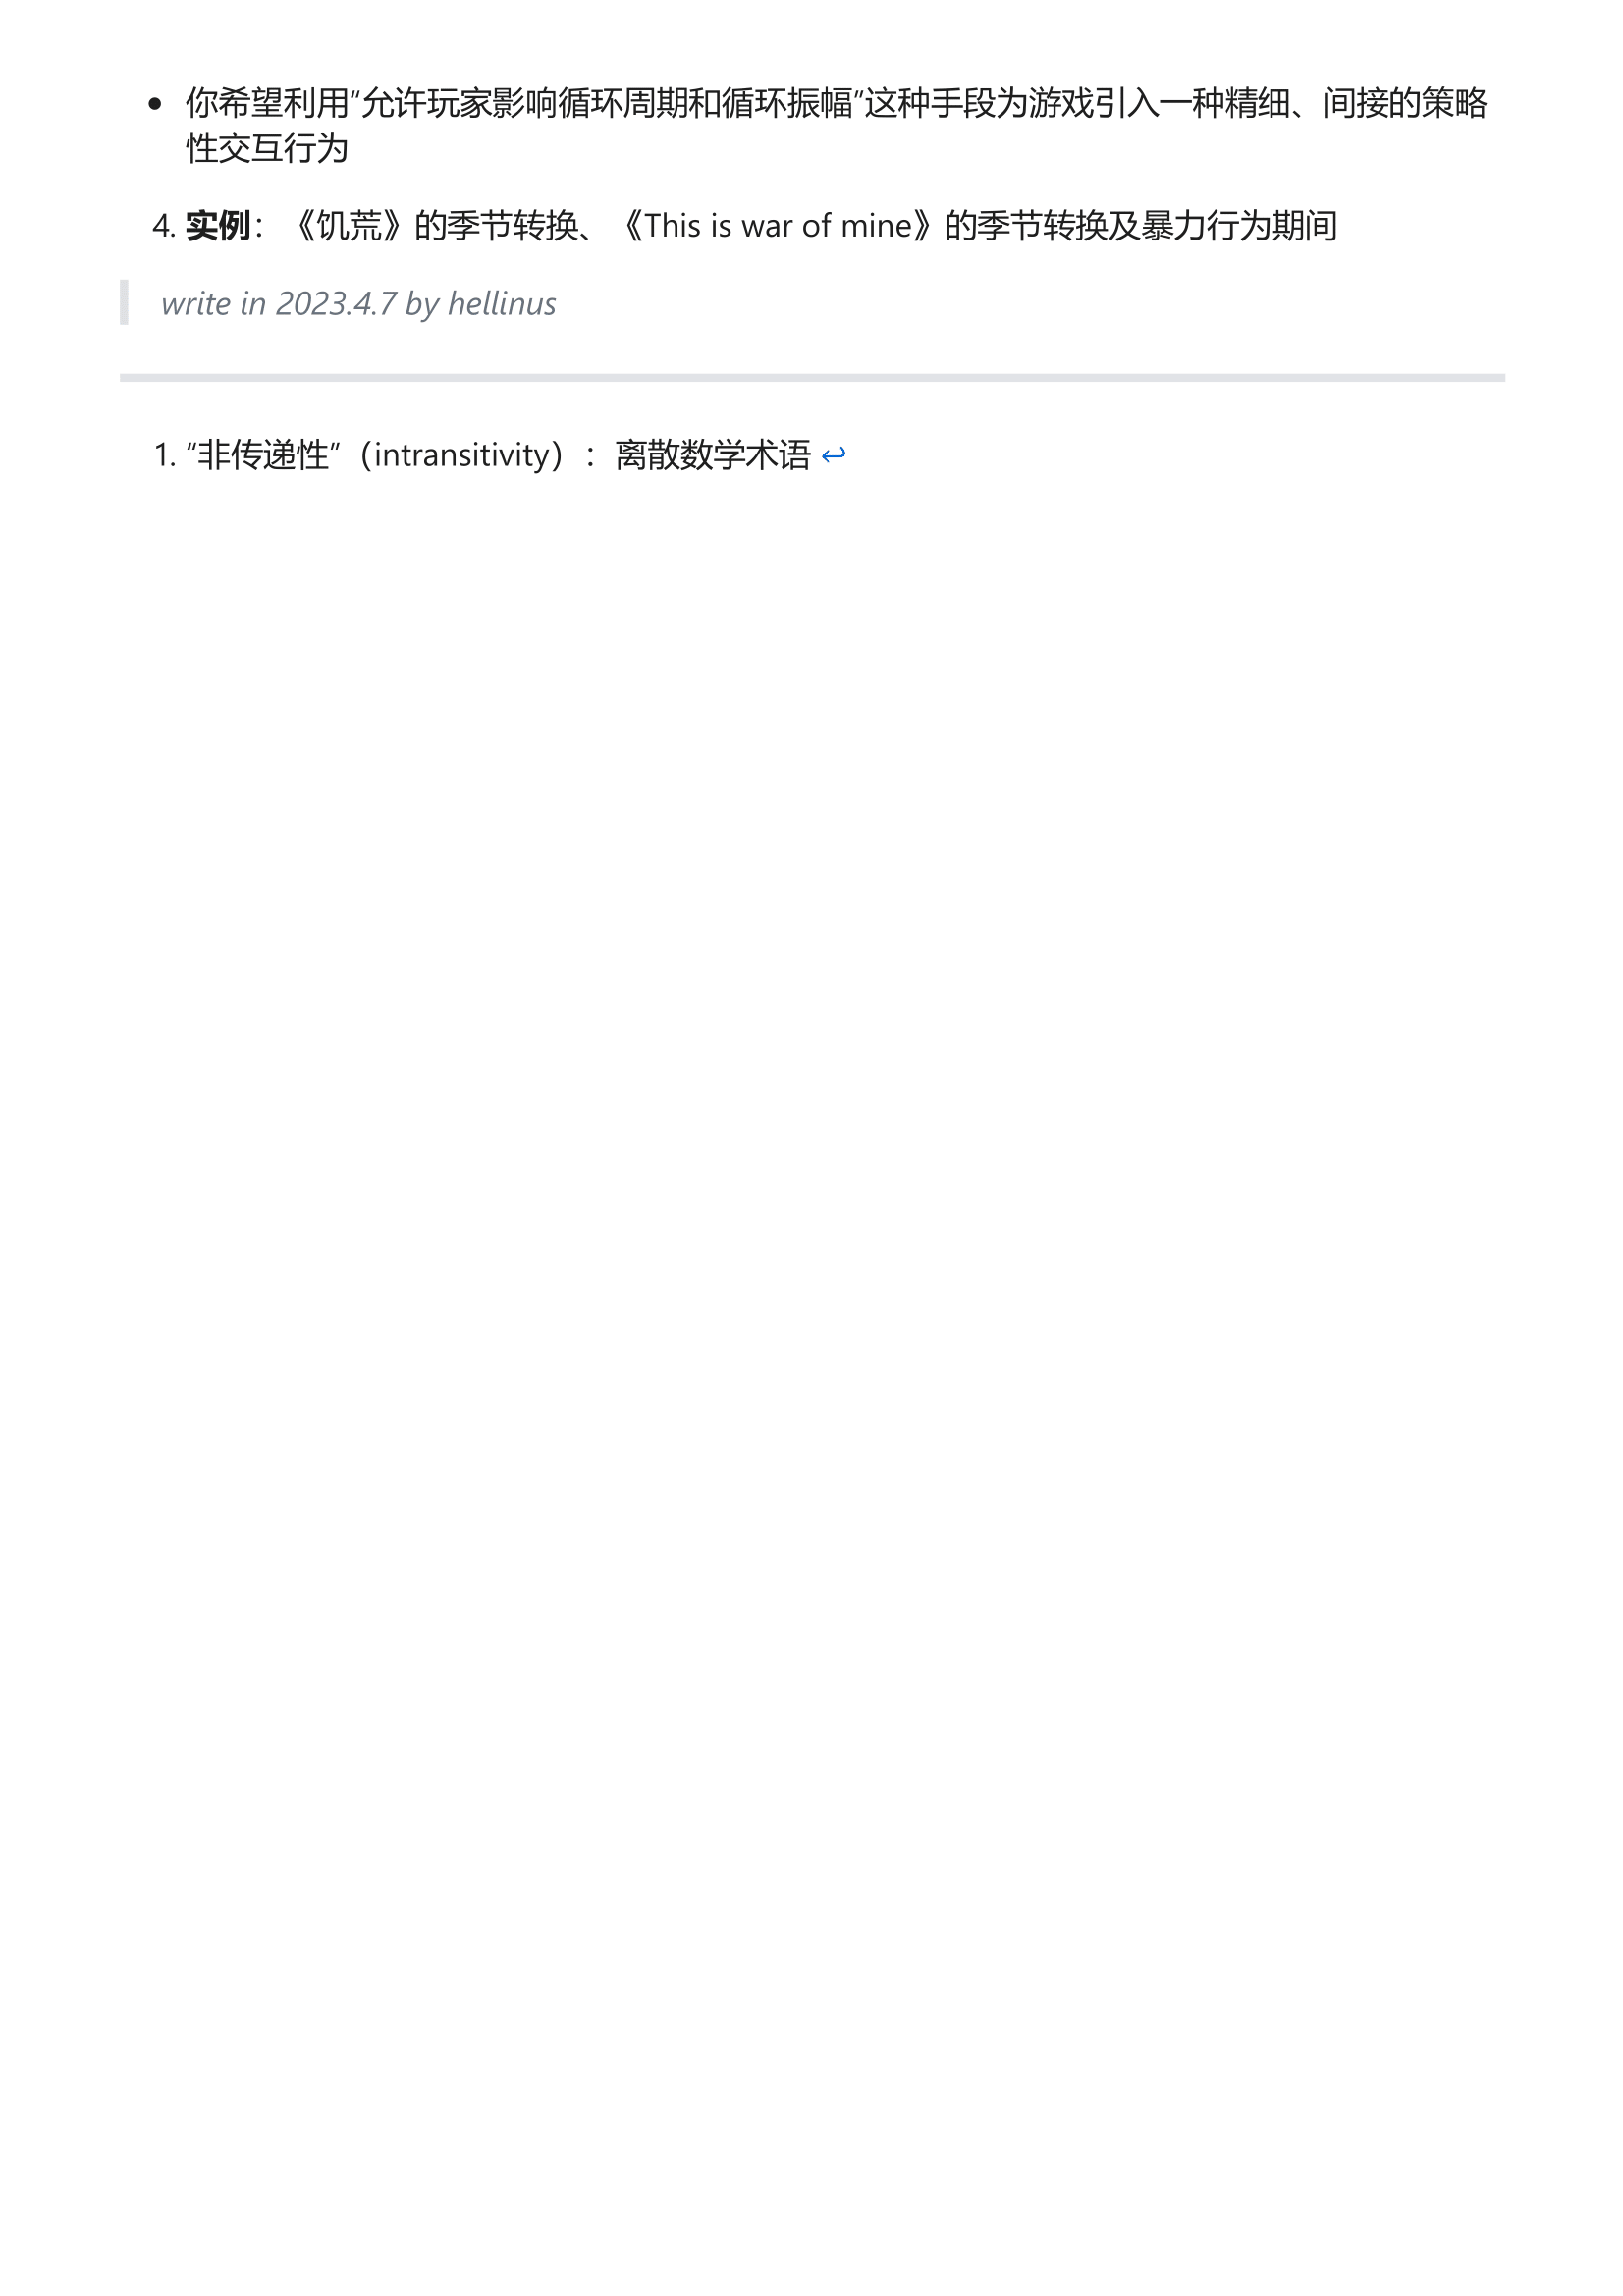 • 你希望利用“允许玩家影响循环周期和循环振幅”这种手段为游戏引入一种精细、间接的策略
性交互行为
4. 实例：《饥荒》的季节转换、《This is war of mine》的季节转换及暴力行为期间
write in 2023.4.7 by hellinus
1. “非传递性”（intransitivity）：离散数学术语 ↩